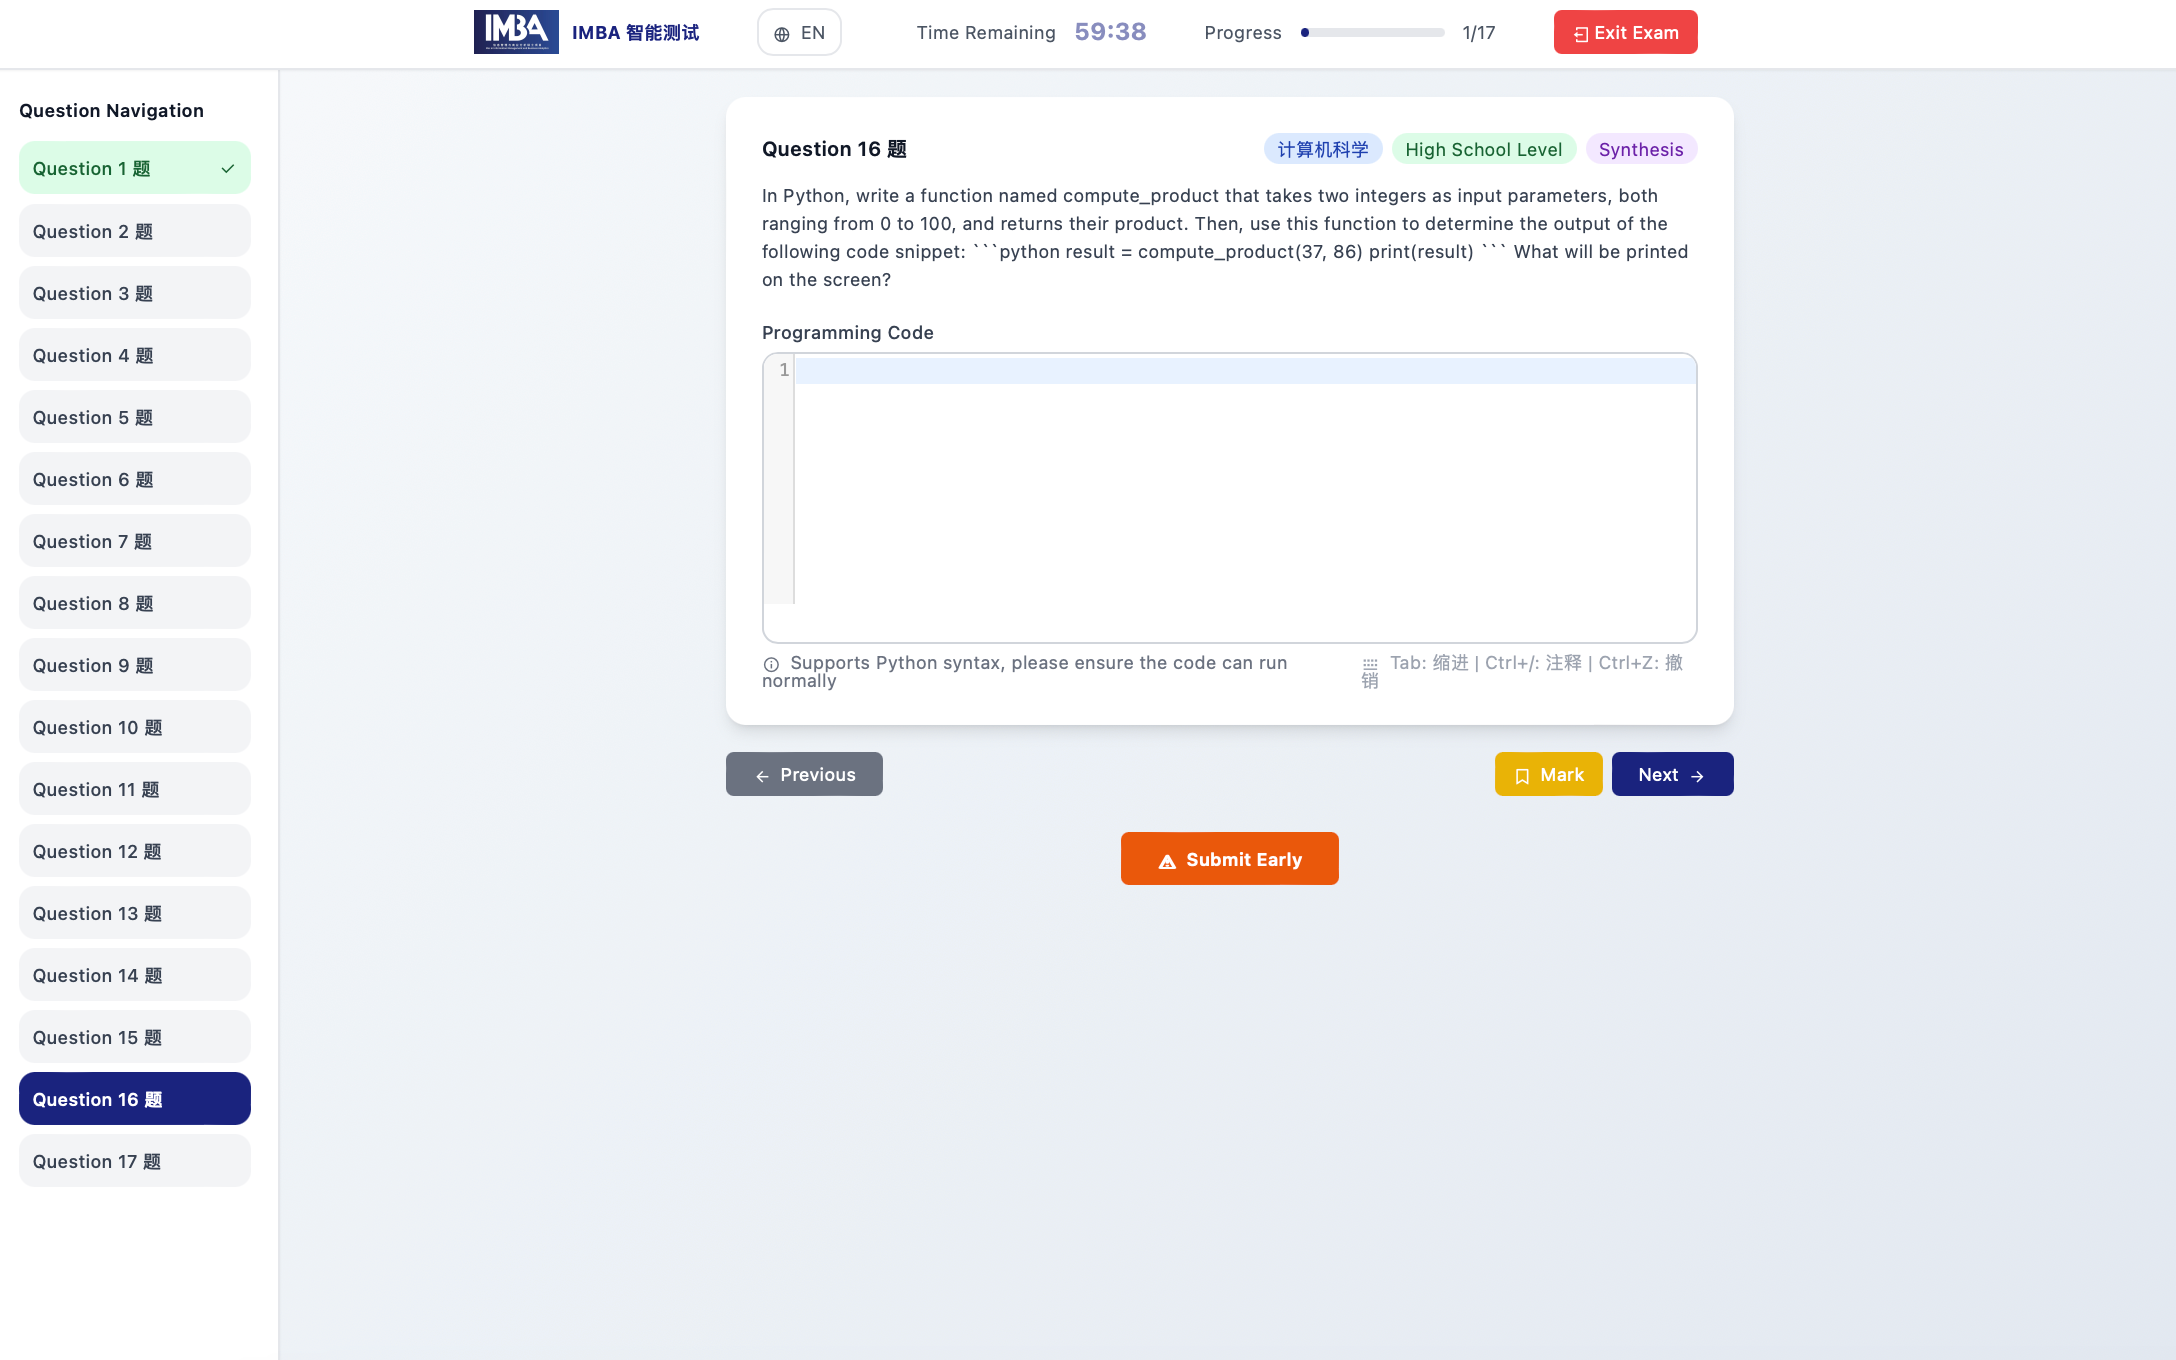 IMBA
IMBA 智能测试
EN
Time Remaining 59:38
Progress 1/17
Exit Exam
Question Navigation
Question 1 题
Question 2 题
Question 3 题
Question 4 题
Question 5 题
Question 6 题
Question 7 题
Question 8 题
Question 9 题
Question 10 题
Question 11 题
Question 12 题
Question 13 题
Question 14 题
Question 15 题
Question 16 题
Question 17 题
Question 16 题
计算机科学
High School Level
Synthesis
In Python, write a function named compute_product that takes two integers as input parameters, both
ranging from 0 to 100, and returns their product. Then, use this function to determine the output of the
following code snippet: ```python result = compute_product(37, 86) print(result) ``` What will be printed
on the screen?
Programming Code
1
Supports Python syntax, please ensure the code can run
normally
Tab: 缩进 | Ctrl+/: 注释 | Ctrl+Z: 撤
销
Previous
Mark
Next
Submit Early